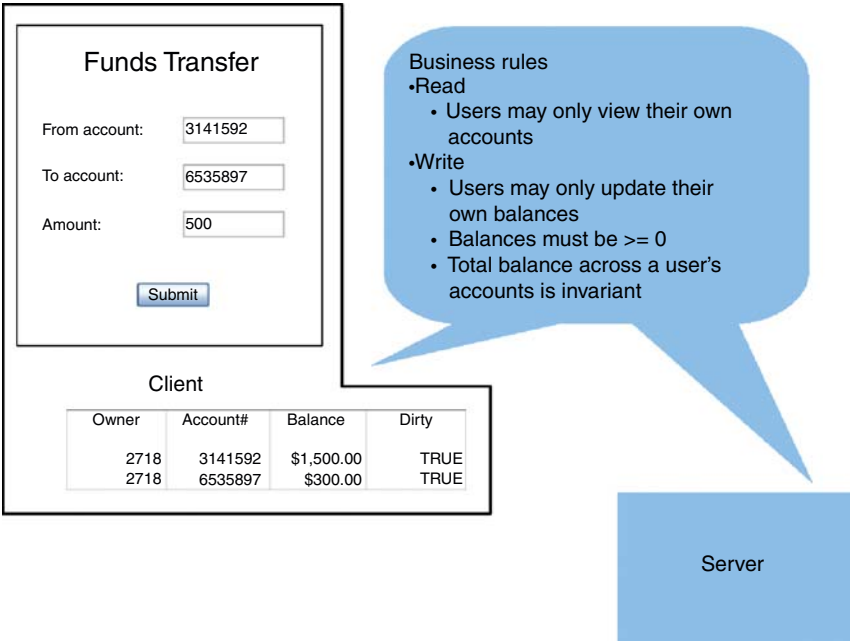 Funds Transfer
From account: 3141592
To account: 6535897
Amount: 500
Submit
Client
Owner Account# Balance Dirty
2718 3141592 $1,500.00 TRUE
2718 6535897 $300.00 TRUE
Business rules
•Read
• Users may only view their own
accounts
•Write
• Users may only update their
own balances
• Balances must be >= 0
• Total balance across a user's
accounts is invariant
Server